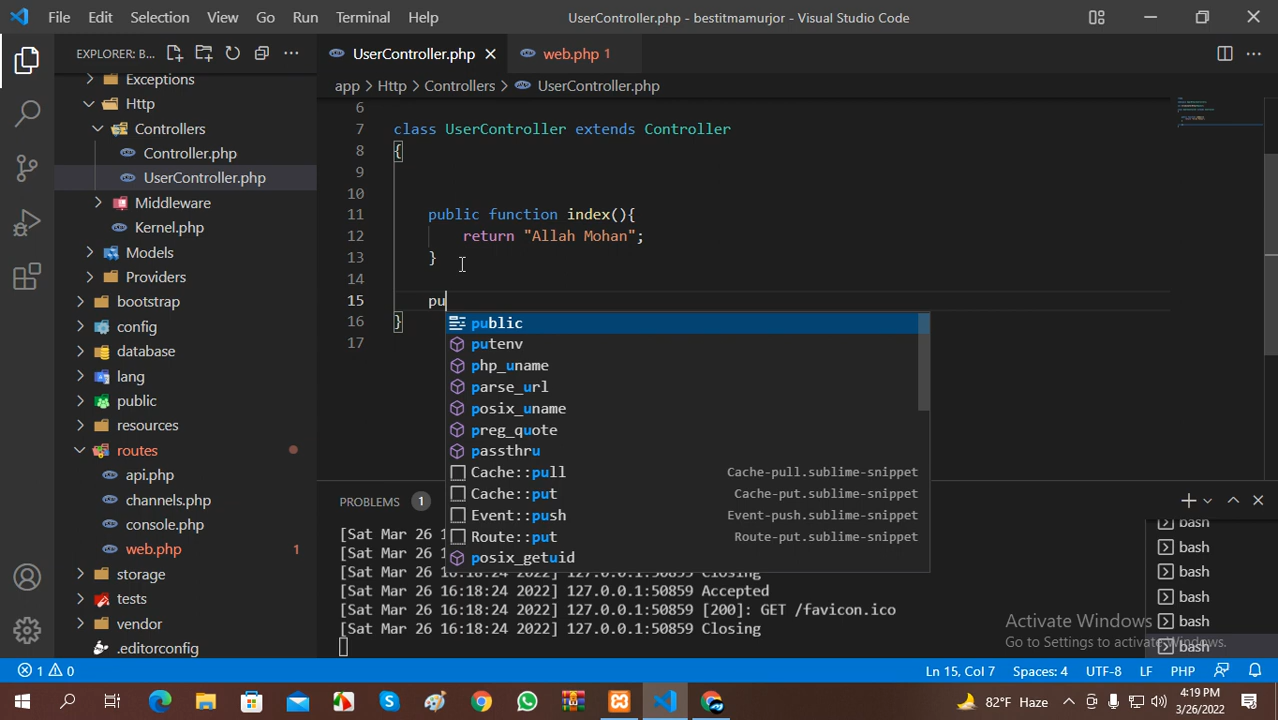 File Edit Selection View Go Run Terminal Help
UserController.php - bestitmamurjor - Visual Studio Code
EXPLORER: B...
Exceptions
Http
Controllers
Controller.php
UserController.php
Middleware
Kernel.php
Models
Providers
bootstrap
config
database
lang
public
resources
routes
api.php
channels.php
console.php
web.php 1
storage
tests
vendor
.editorconfig
UserController.php
web.php 1
app > Http > Controllers > UserController.php
6
7 class UserController extends Controller
8 {
9
10
11 public function index(){
12 return "Allah Mohan";
13 }
14
15 pu
16 }
17
public
putenv
php_uname
parse_url
posix_uname
preg_quote
passthru
Cache::pull Cache-pull.sublime-snippet
Cache::put Cache-put.sublime-snippet
Event::push Event-push.sublime-snippet
Route::put Route-put.sublime-snippet
posix_getuid
PROBLEMS 1
[Sat Mar 26
[Sat Mar 26
[Sat Mar 26 16:18:24 2022] 127.0.0.1:50859 Closing
[Sat Mar 26 16:18:24 2022] 127.0.0.1:50859 Accepted
[Sat Mar 26 16:18:24 2022] 127.0.0.1:50859 [200]: GET /favicon.ico
[Sat Mar 26 16:18:24 2022] 127.0.0.1:50859 Closing
bash
bash
bash
bash
bash
bash
Activate Windows
Go to Settings to activate Windows.
1 0
Ln 15, Col 7 Spaces: 4 UTF-8 LF PHP
82°F Haze
4:19 PM
3/26/2022